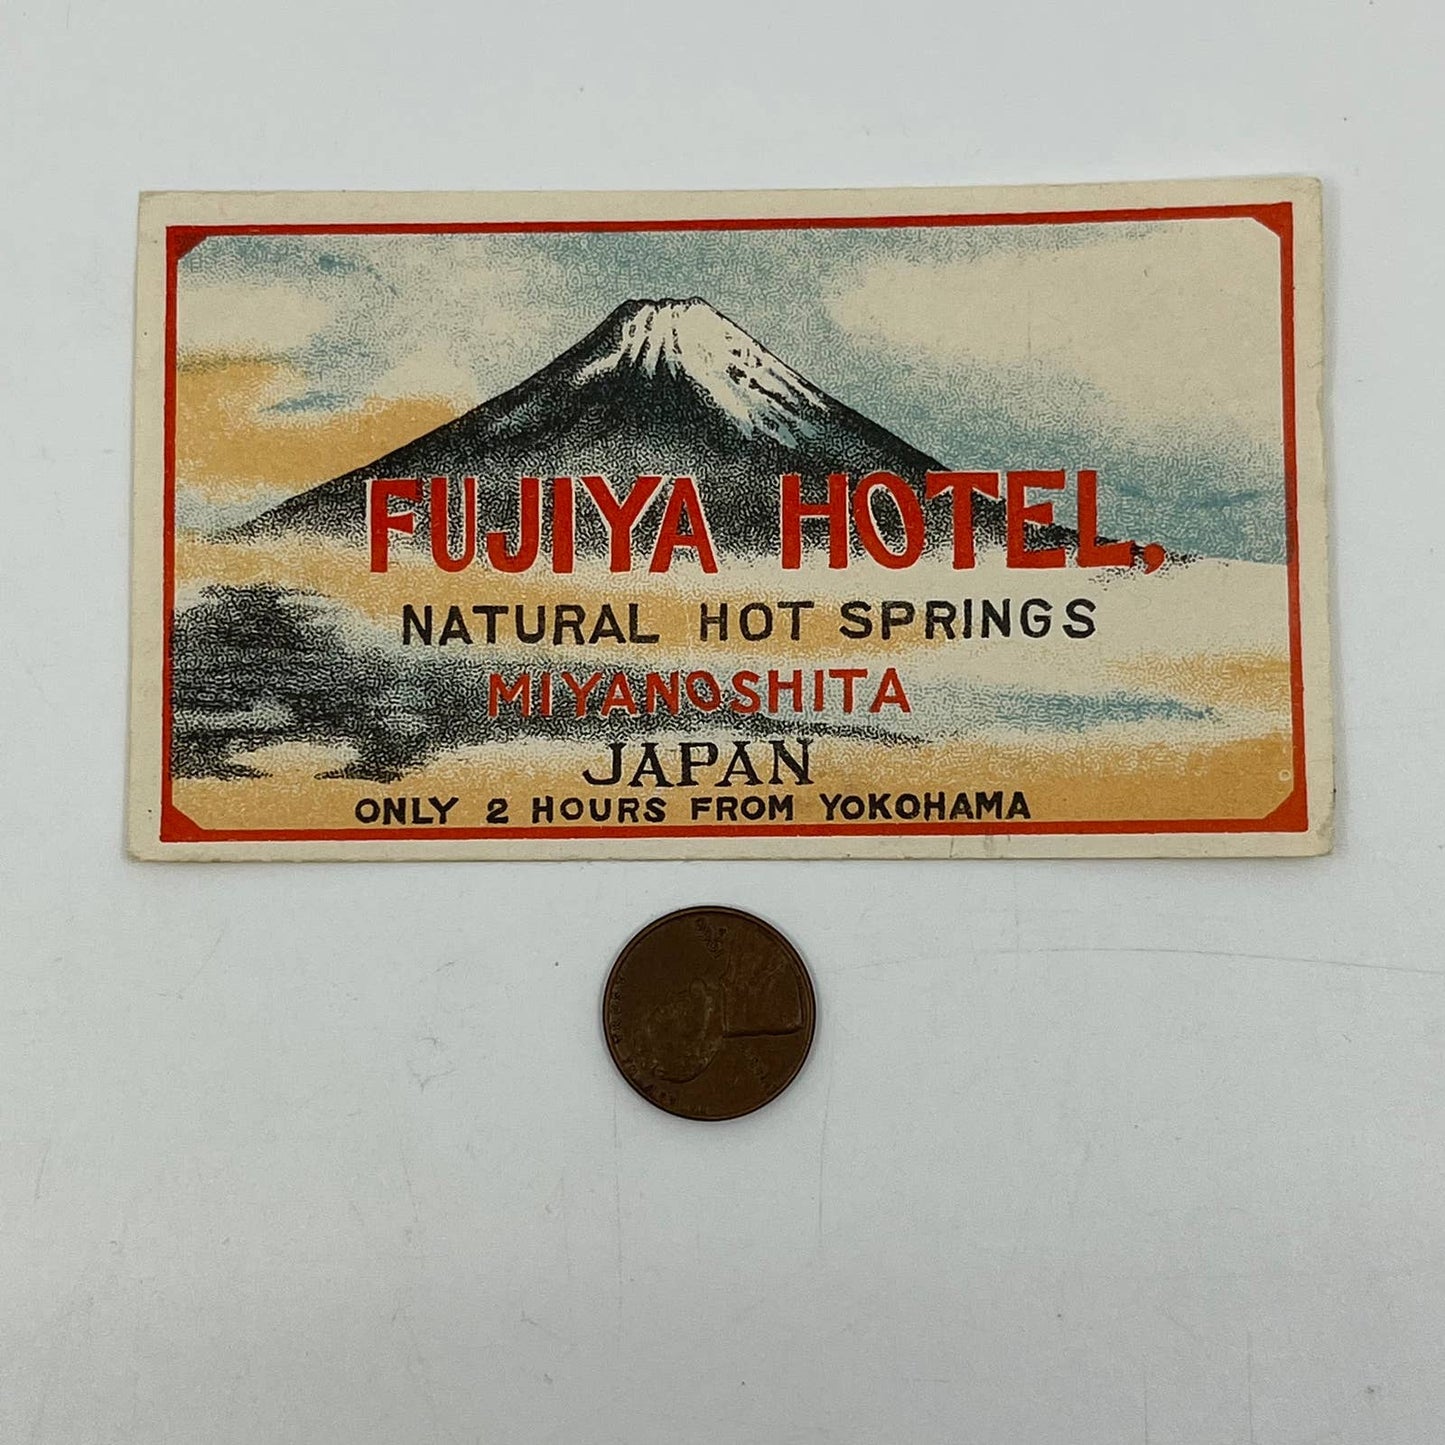 FUJIYA HOTEL,
NATURAL HOT SPRINGS
MIYANOSHITA
JAPAN
ONLY 2 HOURS FROM YOKOHAMA